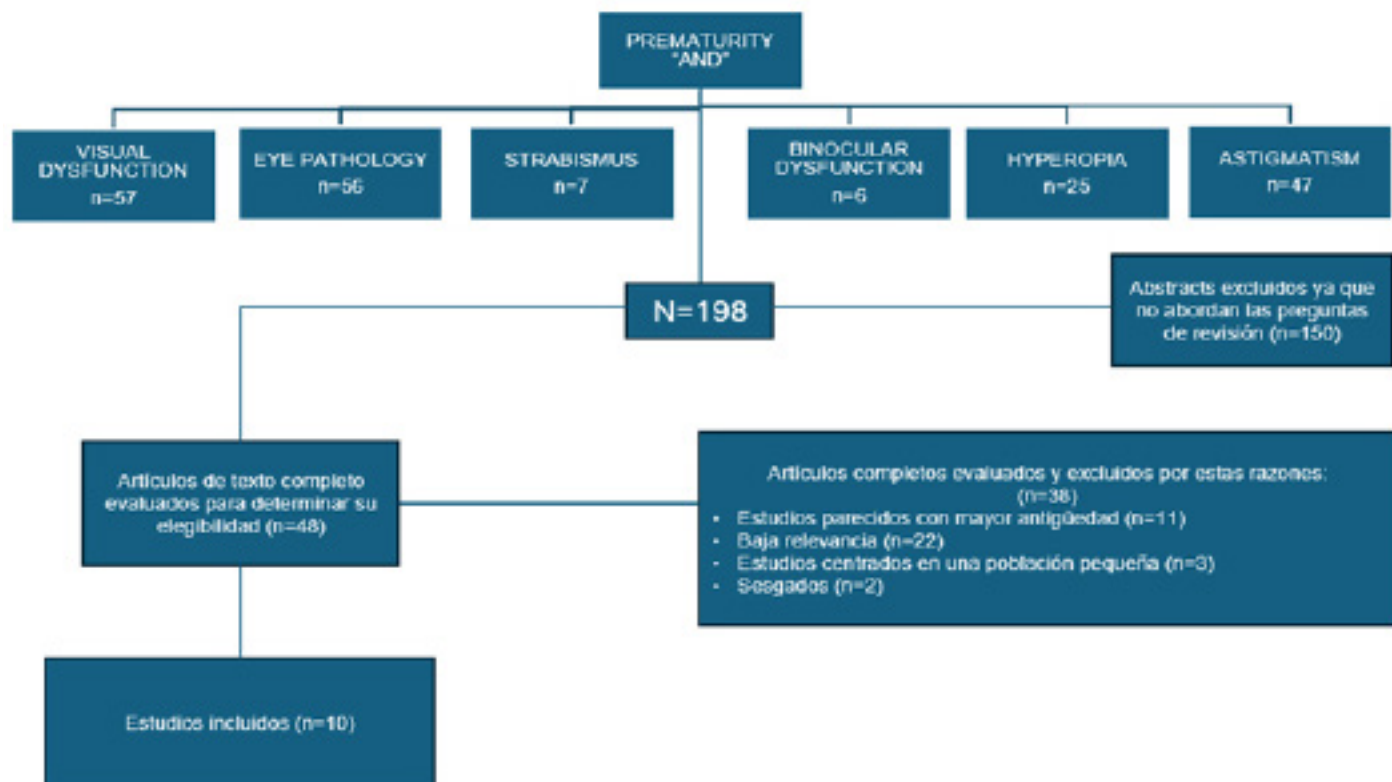 PREMATURITY
"AND"
VISUAL
DYSFUNCTION
n=57
EYE PATHOLOGY
n=56
STRABISMUS
n=7
BINOCULAR
DYSFUNCTION
n=6
HYPEROPIA
n=25
ASTIGMATISM
n=47
N=198
Abstracts excluidos ya que
no abordan las preguntas
de revisión (n=150)
Artículos de texto completo
evaluados para determinar su
elegibilidad (n=48)
Artículos completos evaluados y excluidos por estas razones:
(n=38)
• Estudios parecidos con mayor antigüedad (n=11)
• Baja relevancia (n=22)
• Estudios centrados en una población pequeña (n=3)
• Sesgados (n=2)
Estudios incluidos (n=10)